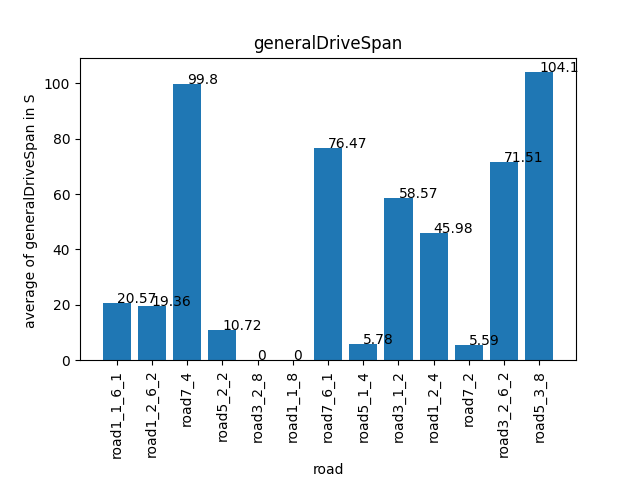 generalDriveSpan
average of generalDriveSpan in S
100
80
60
40
20
0
20.57
19.36
99.8
10.72
0
0
76.47
5.78
58.57
45.98
5.59
71.51
104.1
road1_1_6_1
road1_2_6_2
road7_4
road5_2_2
road3_2_8
road1_1_8
road7_6_1
road5_1_4
road3_1_2
road1_2_4
road7_2
road3_2_6_2
road5_3_8
road